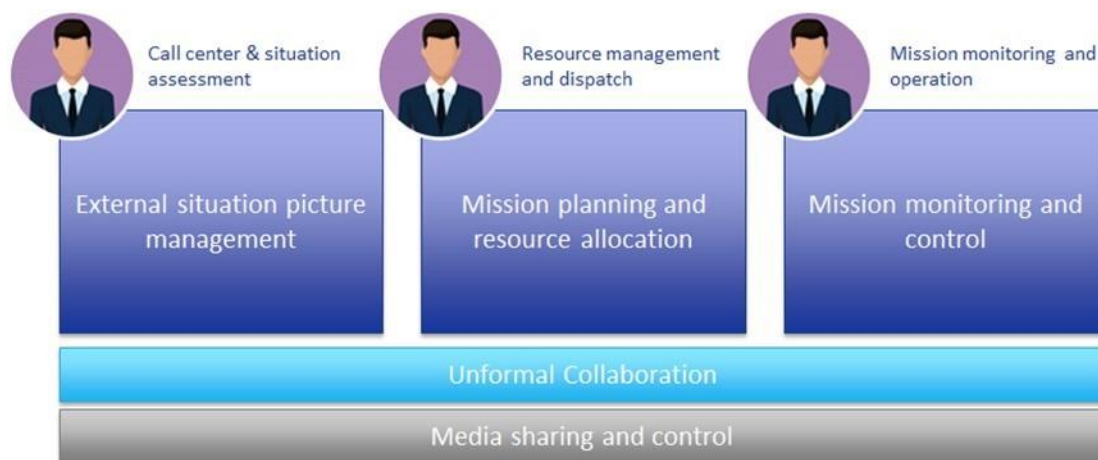 Call center & situation
assessment
Resource management
and dispatch
Mission monitoring and
operation
External situation picture
management
Mission planning and
resource allocation
Mission monitoring and
control
Unformal Collaboration
Media sharing and control